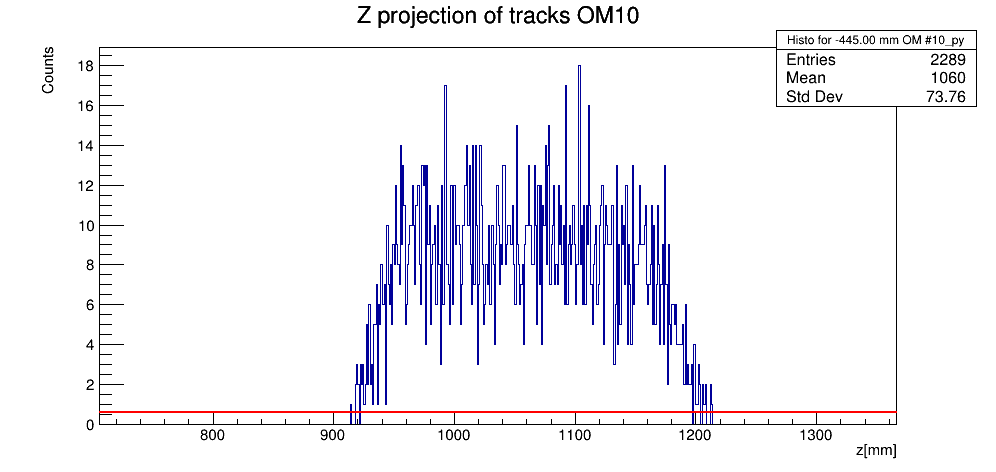 Z projection of tracks OM10
Histo for -445.00 mm OM #10_py
Entries 2289
Mean 1060
Std Dev 73.76
Counts
18
16
14
12
10
8
6
4
2
0
800 900 1000 1100 1200 1300
z[mm]